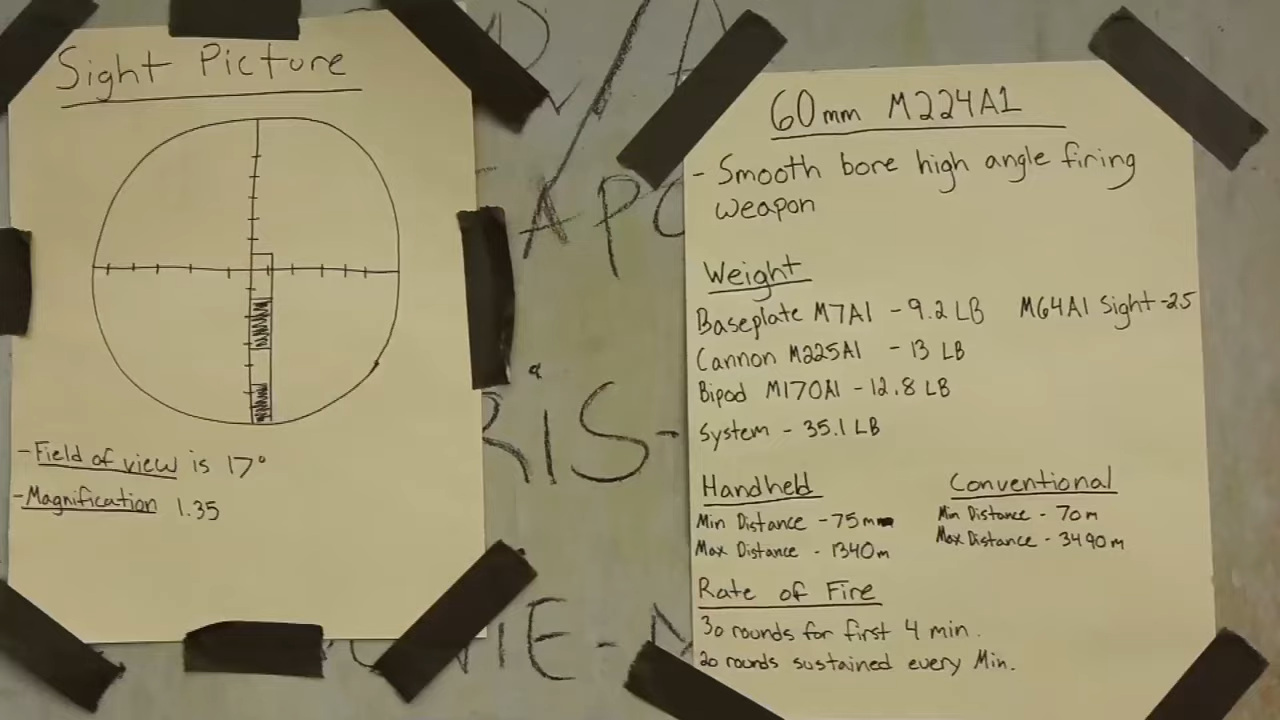 Sight Picture
- Field of view is 17°
- Magnification 1.35
60mm M224A1
- Smooth bore high angle firing
weapon
Weight
Baseplate M7A1 - 9.2 LB M64A1 Sight - 2.5
Cannon M225A1 - 13 LB
Bipod M170A1 - 12.8 LB
System - 35.1 LB
Handheld
Min Distance - 75m
Max Distance - 1340m
Conventional
Min Distance - 70m
Max Distance - 3490m
Rate of Fire
30 rounds for first 4 min.
20 rounds sustained every Min.